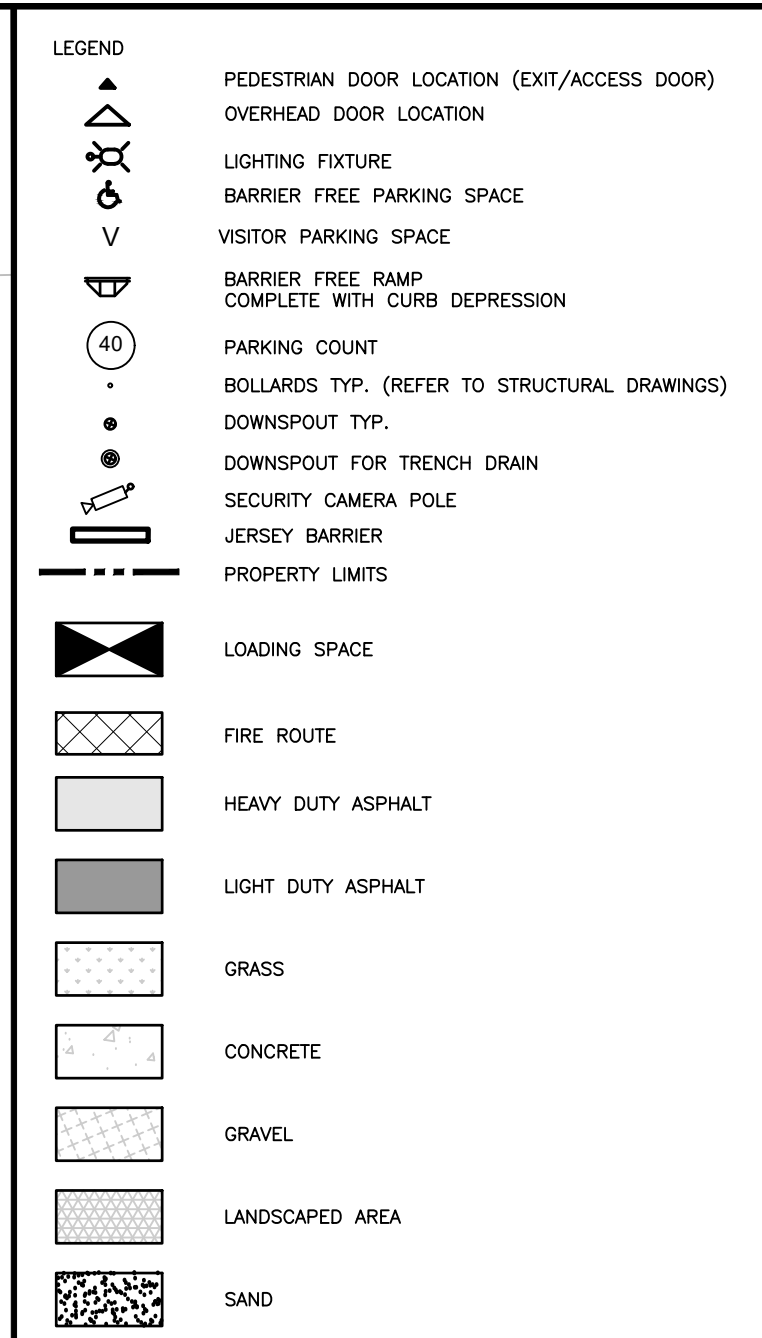 LEGEND
PEDESTRIAN DOOR LOCATION (EXIT/ACCESS DOOR)
OVERHEAD DOOR LOCATION
LIGHTING FIXTURE
BARRIER FREE PARKING SPACE
V VISITOR PARKING SPACE
BARRIER FREE RAMP
COMPLETE WITH CURB DEPRESSION
40 PARKING COUNT
BOLLARDS TYP. (REFER TO STRUCTURAL DRAWINGS)
DOWNSPOUT TYP.
DOWNSPOUT FOR TRENCH DRAIN
SECURITY CAMERA POLE
JERSEY BARRIER
PROPERTY LIMITS
LOADING SPACE
FIRE ROUTE
HEAVY DUTY ASPHALT
LIGHT DUTY ASPHALT
GRASS
CONCRETE
GRAVEL
LANDSCAPED AREA
SAND